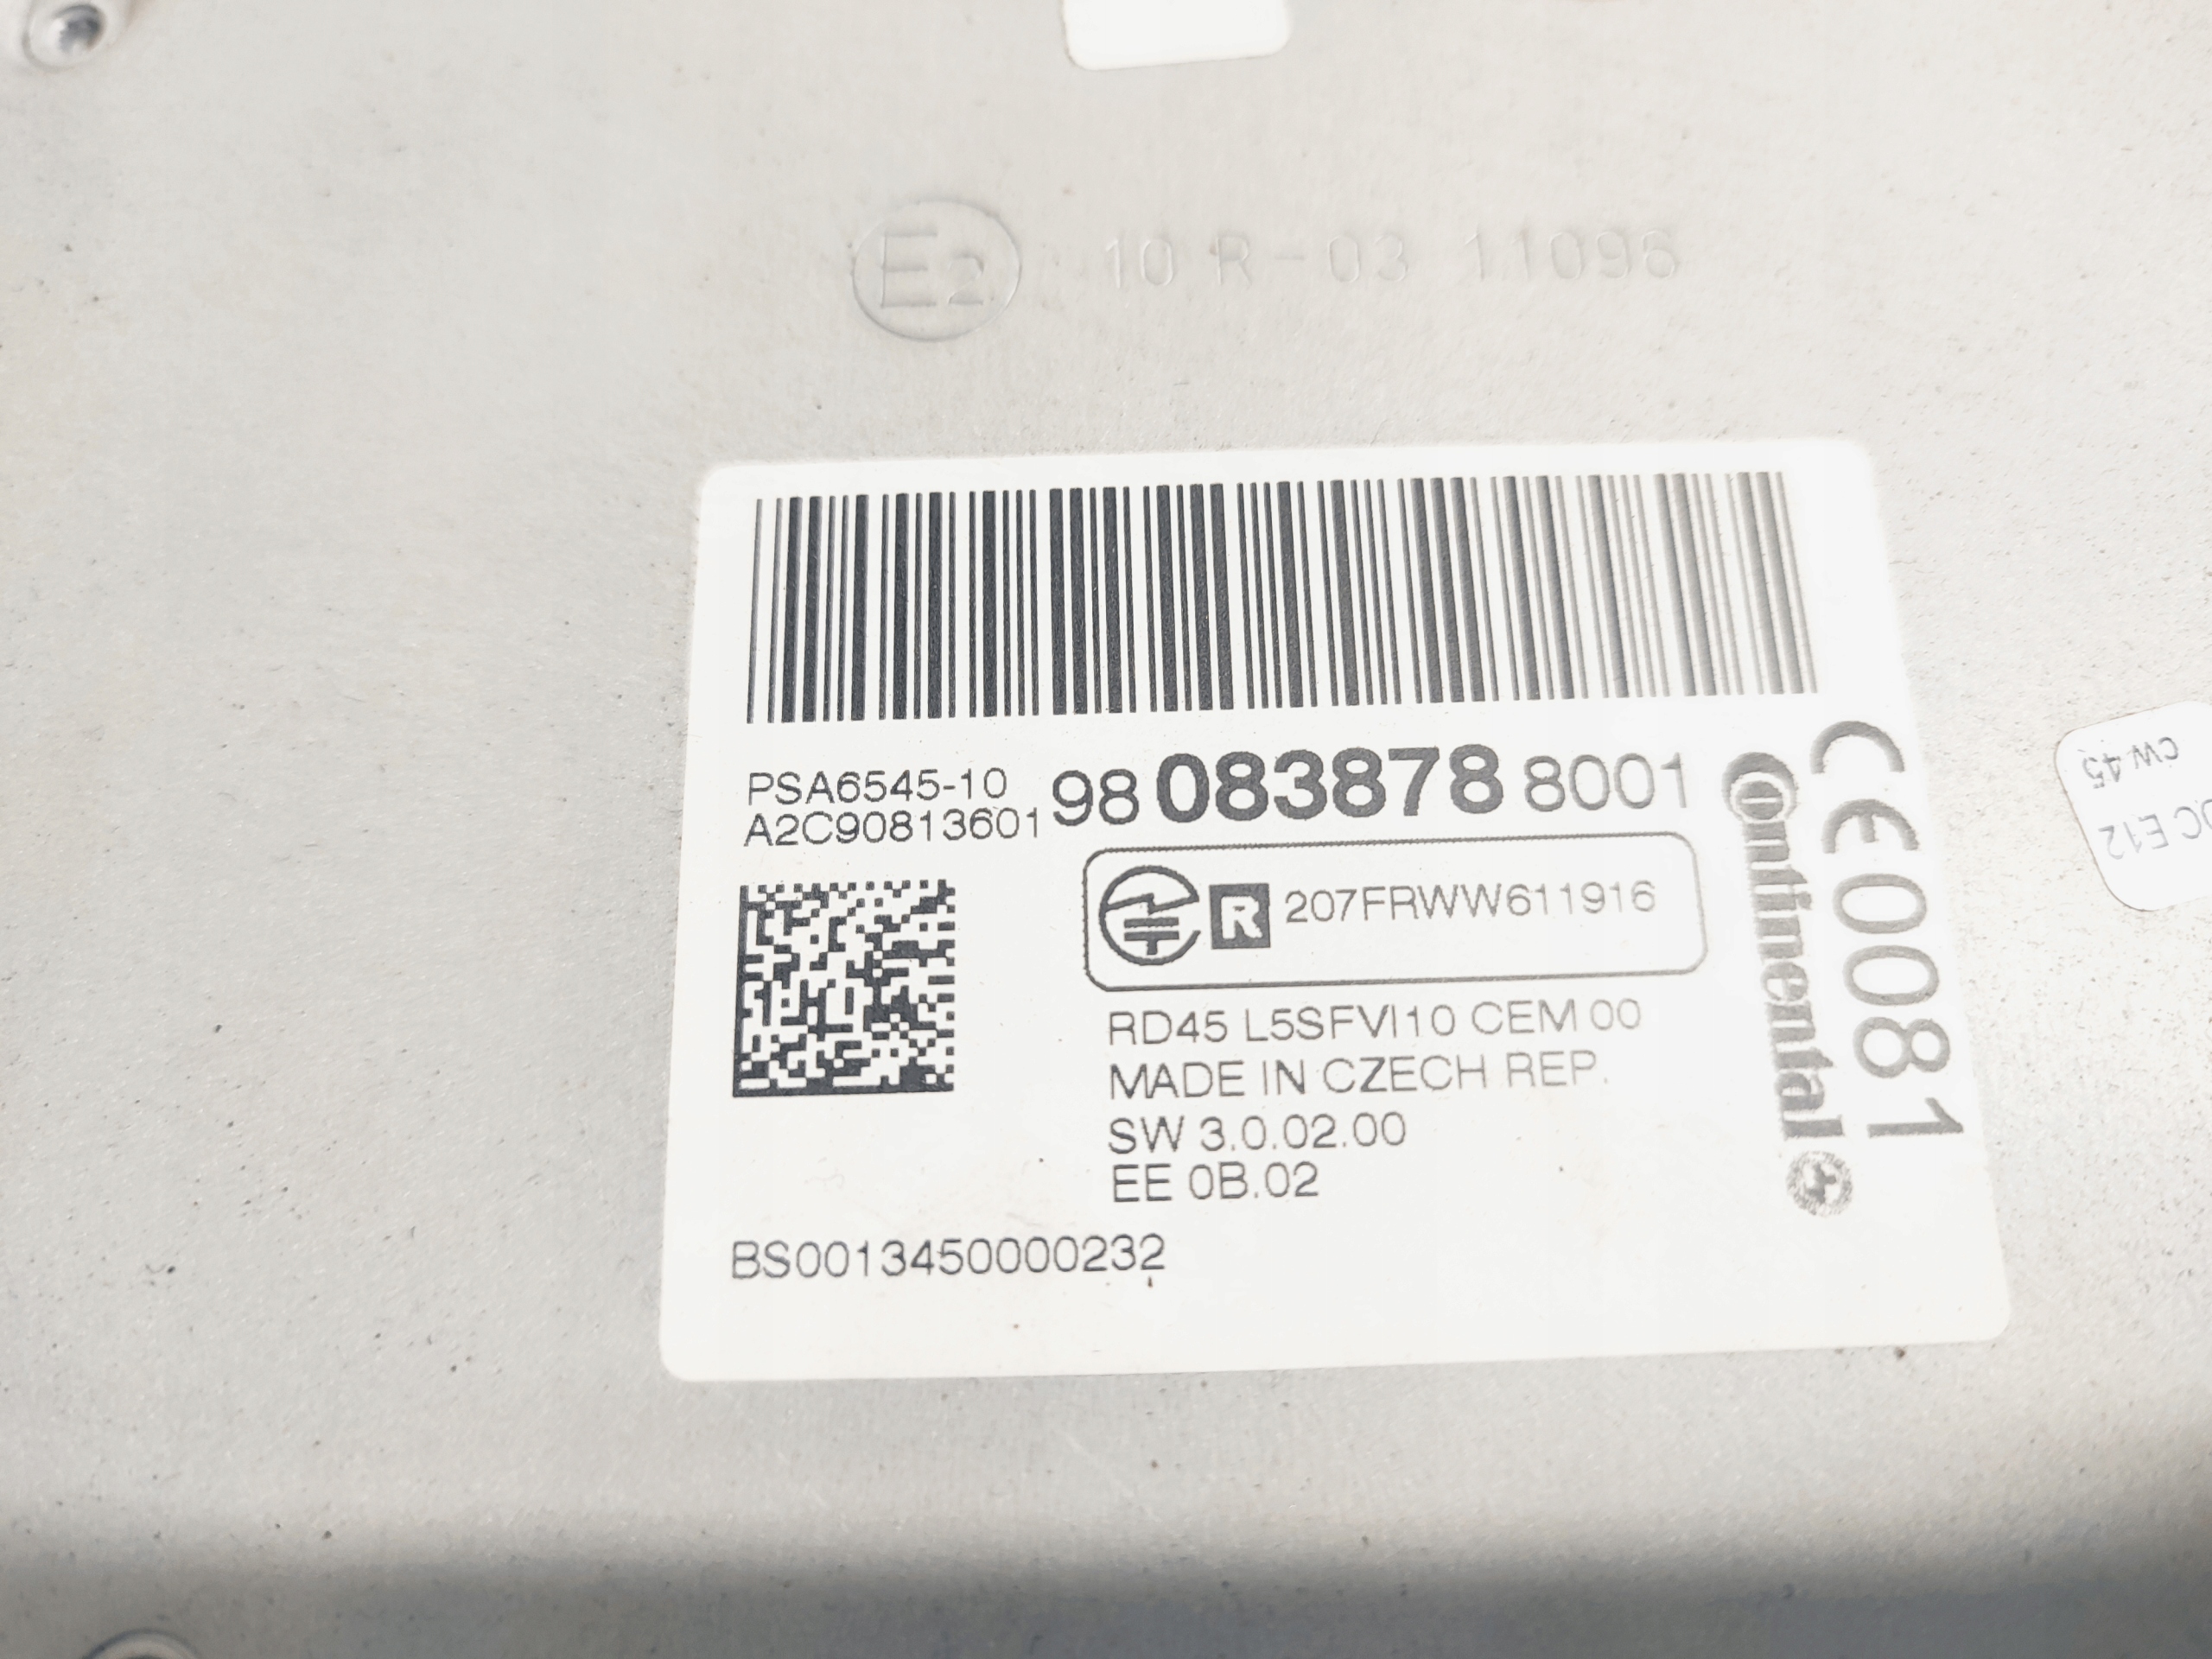 E2 10 R-03 11096
PSA6545-10
A2C90813601
98 083878 8001
R 207FRWW611916
RD45 L5SFVI10 CEM 00
MADE IN CZECH REP.
SW 3.0.02.00
EE 0B.02
BS0013450000232
Continental
CE0081
CW 45
C E12